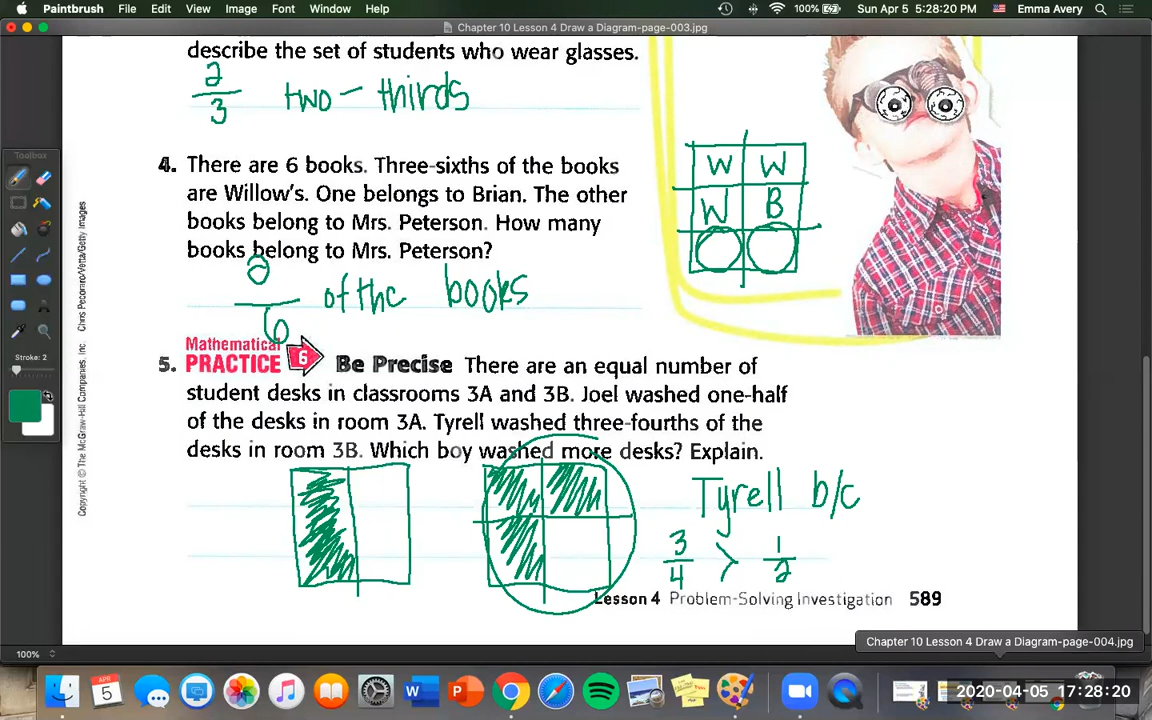 Paintbrush File Edit View Image Font Window Help 100% Sun Apr 5 5:28:20 PM Emma Avery
Chapter 10 Lesson 4 Draw a Diagram-page-003.jpg
describe the set of students who wear glasses.
2/3 two-thirds
W W
4. There are 6 books. Three-sixths of the books
are Willow's. One belongs to Brian. The other
W B
books belong to Mrs. Peterson. How many
books belong to Mrs. Peterson?
2/6 of the books
Toolbox
Stroke: 2
Copyright © The McGraw-Hill Companies, Inc. Chris Pecoraro/Vetta/Getty Images
Mathematical
5. PRACTICE 6 Be Precise There are an equal number of
student desks in classrooms 3A and 3B. Joel washed one-half
of the desks in room 3A. Tyrell washed three-fourths of the
desks in room 3B. Which boy washed more desks? Explain.
Tyrell b/c
3/4 > 1/2
Lesson 4 Problem-Solving Investigation 589
Chapter 10 Lesson 4 Draw a Diagram-page-004.jpg
100%
APR
5
W
P
2020-04-05 17:28:20